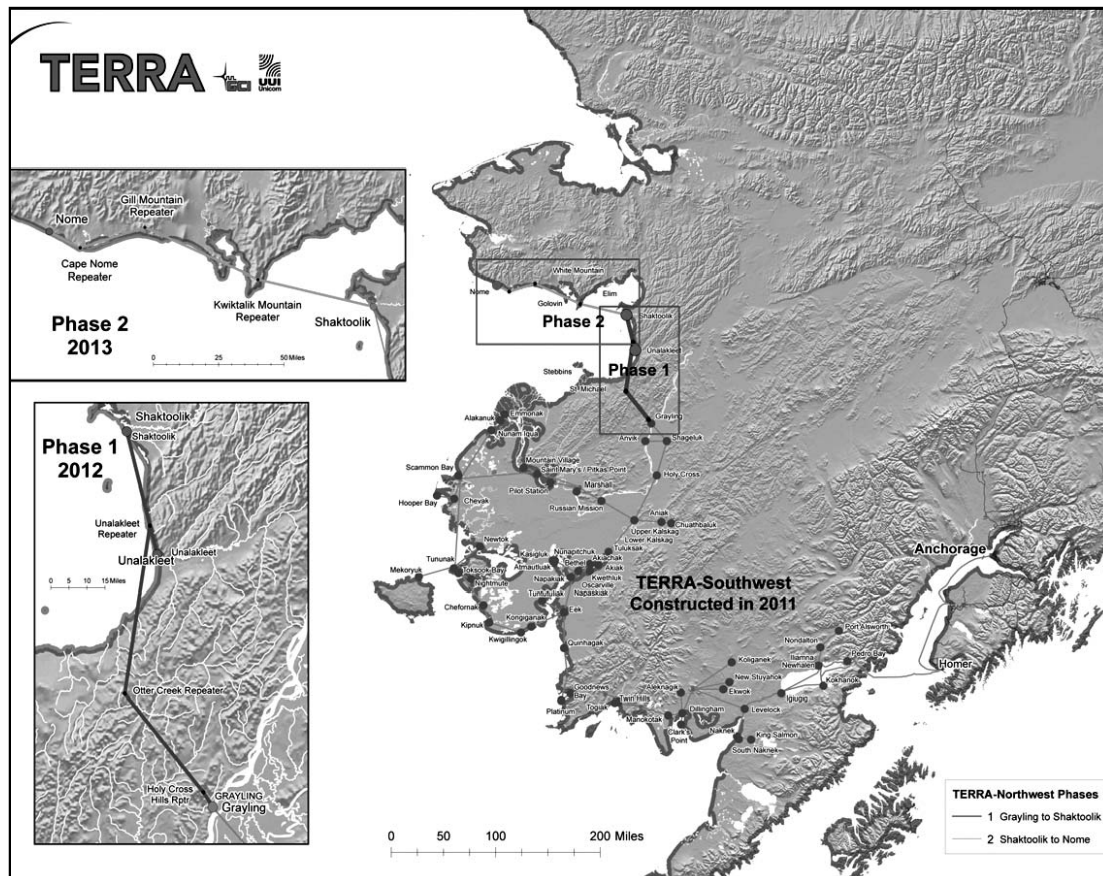 TERRA
GCI
UUI
Unicom
Nome
Gill Mountain
Repeater
Cape Nome
Repeater
Kwiktalik Mountain
Repeater
Shaktoolik
Phase 2
2013
0 25 50 Miles
Phase 1
2012
Shaktoolik
Shaktoolik
Unalakleet
Repeater
Unalakleet
Unalakleet
0 5 10 15 Miles
Otter Creek Repeater
Holy Cross
Hills Rptr
GRAYLING
Grayling
White Mountain
Nome
Golovin
Elim
Phase 2
Shaktoolik
Unalakleet
Phase 1
Stebbins
St. Michael
Grayling
Anvik
Shageluk
Emmonak
Alakanuk
Nunam Iqua
Mountain Village
Saint Mary's / Pitkas Point
Scammon Bay
Pilot Station
Marshall
Holy Cross
Hooper Bay
Chevak
Russian Mission
Aniak
Chuathbaluk
Upper Kalskag
Lower Kalskag
Newtok
Kasigluk
Nunapitchuk
Tuluksak
Tununak
Atmautluak
Bethel
Akiachak
Akiak
Mekoryuk
Toksook Bay
Nightmute
Napakiak
Kwethluk
Oscarville
Napaskiak
Tuntutuliak
Chefornak
Kongiganak
Eek
Kipnuk
Kwigillingok
Quinhagak
TERRA-Southwest
Constructed in 2011
Anchorage
Port Alsworth
Nondalton
Iliamna
Newhalen
Pedro Bay
Homer
Koliganek
New Stuyahok
Kokhanok
Aleknagik
Ekwok
Igiugig
Goodnews
Bay
Twin Hills
Platinum
Togiak
Manokotak
Dillingham
Levelock
Clark's
Point
Naknek
King Salmon
South Naknek
0 50 100 200 Miles
TERRA-Northwest Phases
1 Grayling to Shaktoolik
2 Shaktoolik to Nome